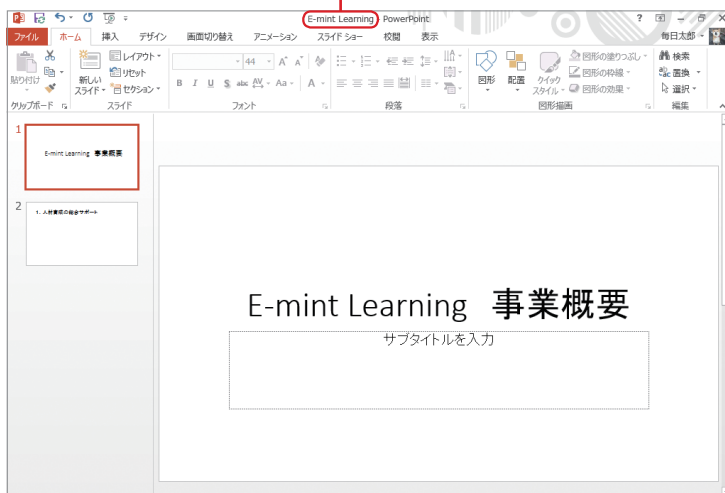 E-mint Learning - PowerPoint
毎日太郎
ファイル ホーム 挿入 デザイン 画面切り替え アニメーション スライド ショー 校閲 表示
貼り付け
新しい
スライド
レイアウト
リセット
セクション
44
B I U S abc AV Aa A
図形
配置
クイック
スタイル
図形の塗りつぶし
図形の枠線
図形の効果
検索
置換
選択
クリップボード スライド フォント 段落 図形描画 編集
1
E-mint Learning 事業概要
2
1. 人材育成の総合サポート
E-mint Learning 事業概要
サブタイトルを入力